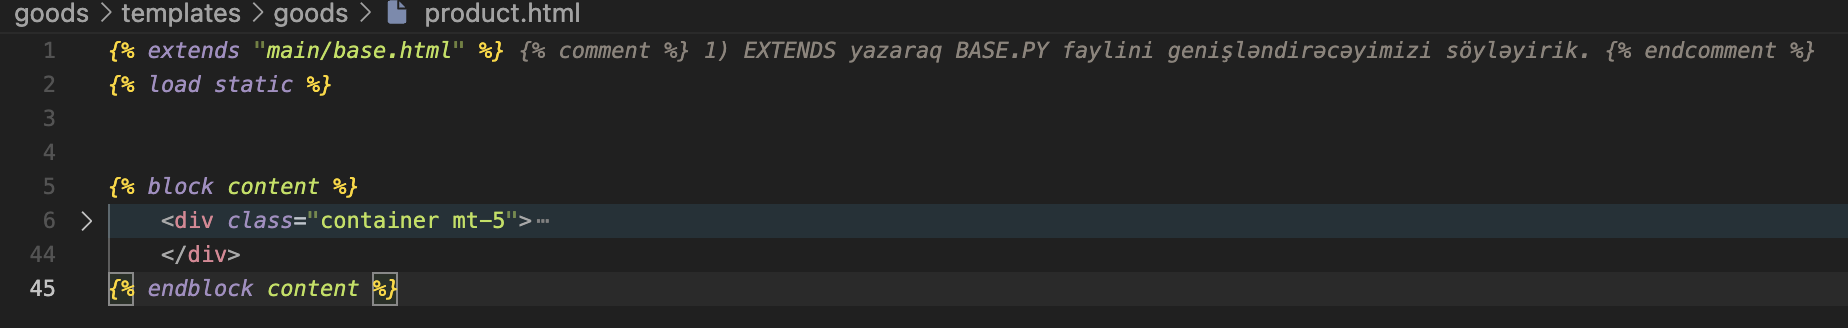 goods > templates > goods > product.html
1 {% extends "main/base.html" %} {% comment %} 1) EXTENDS yazaraq BASE.PY faylini genişləndirəcəyimizi söyləyirik. {% endcomment %}
2 {% load static %}
3
4
5 {% block content %}
6 > <div class="container mt-5">⋯
44 </div>
45 {% endblock content %}